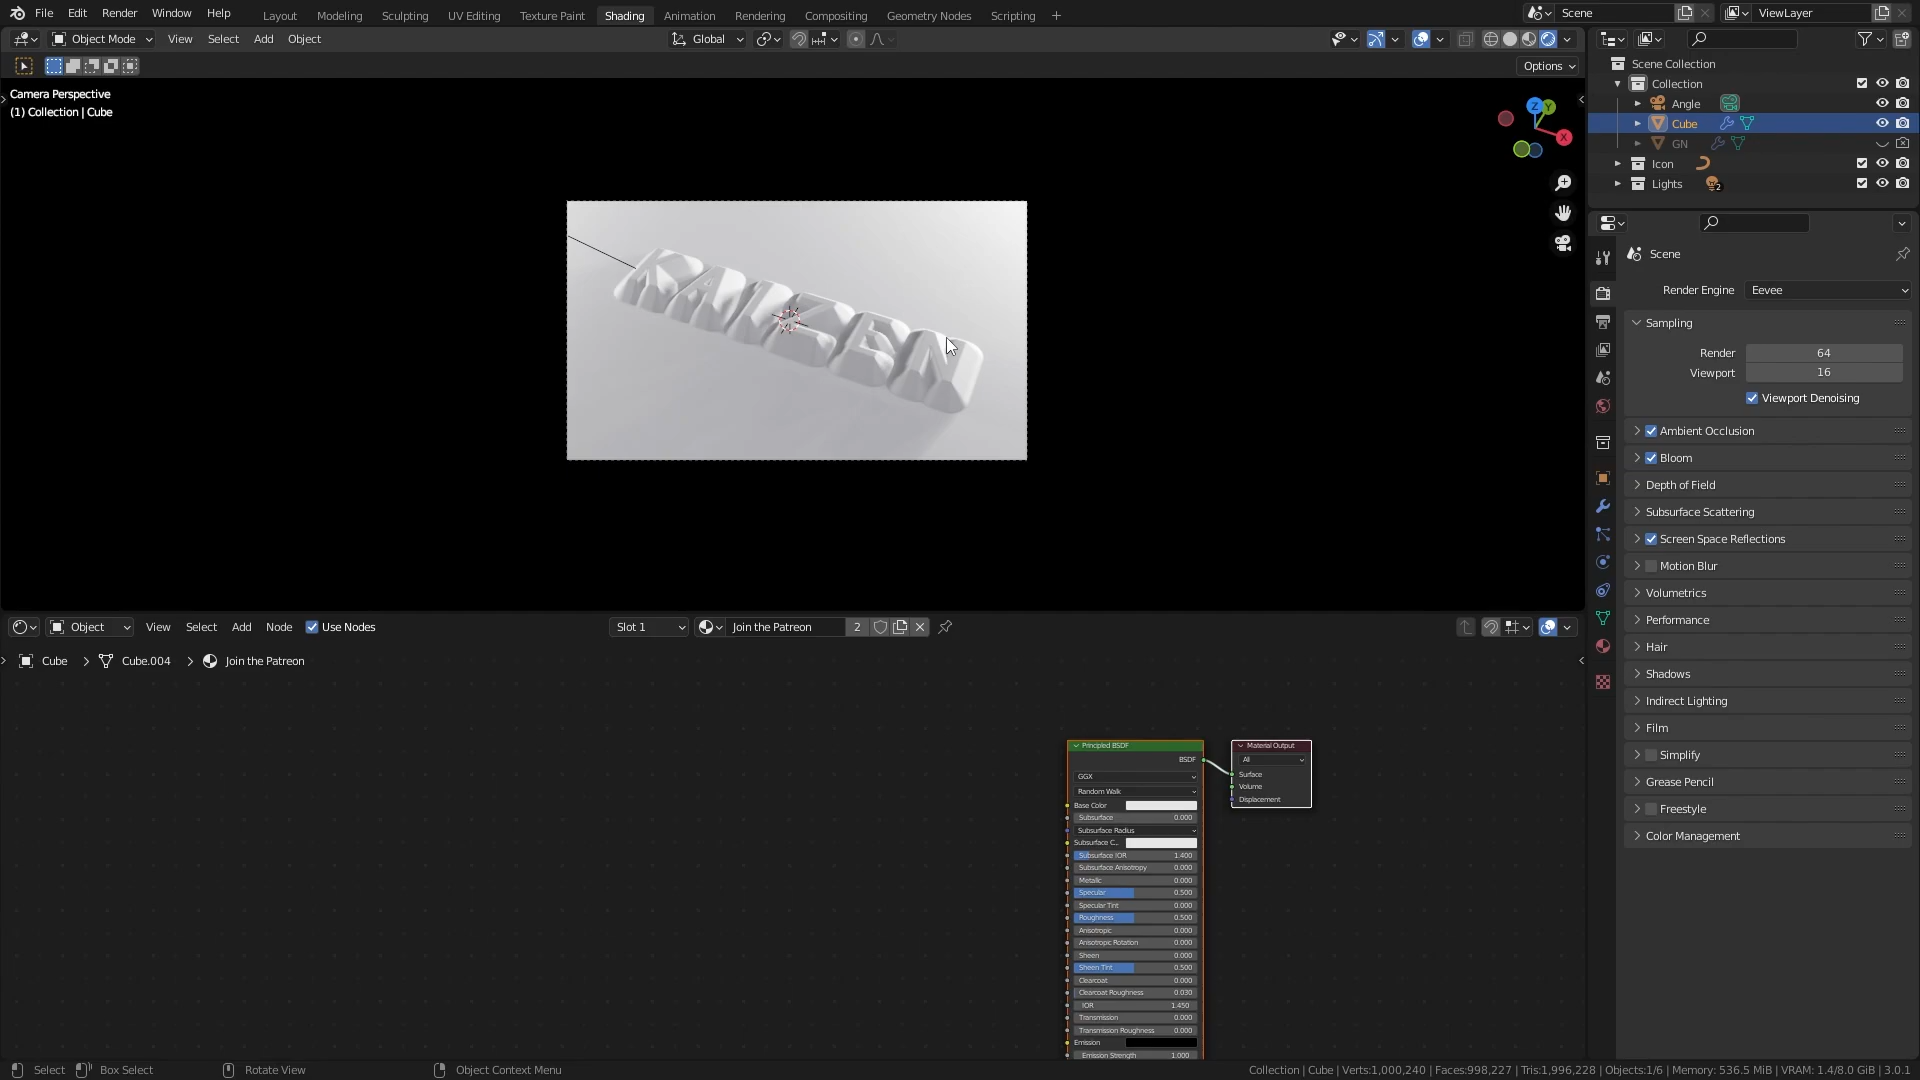 File Edit Render Window Help Layout Modeling Sculpting UV Editing Texture Paint Shading Animation Rendering Compositing Geometry Nodes Scripting + Scene ViewLayer
Object Mode View Select Add Object Global
Options
Camera Perspective
(1) Collection | Cube
Z Y
X
KAIZEN
Scene Collection
Collection
Angle
Cube
GN
Icon
Lights 2
Scene
Render Engine Eevee
Sampling
Render 64
Viewport 16
Viewport Denoising
Ambient Occlusion
Bloom
Depth of Field
Subsurface Scattering
Screen Space Reflections
Motion Blur
Volumetrics
Performance
Hair
Shadows
Indirect Lighting
Film
Simplify
Grease Pencil
Freestyle
Color Management
Object View Select Add Node Use Nodes Slot 1 Join the Patreon 2
Cube > Cube.004 > Join the Patreon
Principled BSDF
BSDF
GGX
Random Walk
Base Color
Subsurface 0.000
Subsurface Radius
Subsurface C...
Subsurface IOR 1.400
Subsurface Anisotropy 0.000
Metallic 0.000
Specular 0.500
Specular Tint 0.000
Roughness 0.500
Anisotropic 0.000
Anisotropic Rotation 0.000
Sheen 0.000
Sheen Tint 0.500
Clearcoat 0.000
Clearcoat Roughness 0.030
IOR 1.450
Transmission 0.000
Transmission Roughness 0.000
Emission
Emission Strength 1.000
Material Output
All
Surface
Volume
Displacement
Select Box Select Rotate View Object Context Menu Collection | Cube | Verts:1,000,240 | Faces:998,227 | Tris:1,996,228 | Objects:1/6 | Memory: 536.5 MiB | VRAM: 1.4/8.0 GiB | 3.0.1